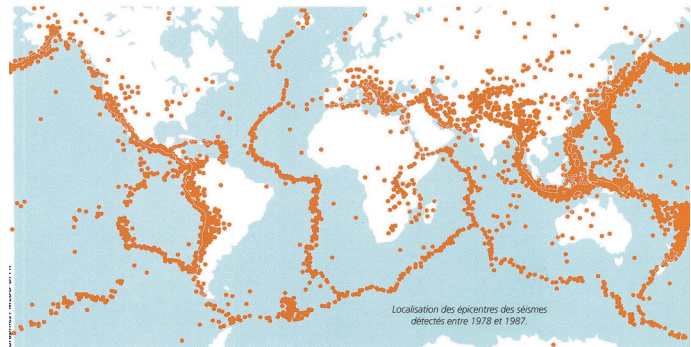 Localisation des épicentres des séismes
détectés entre 1978 et 1987.